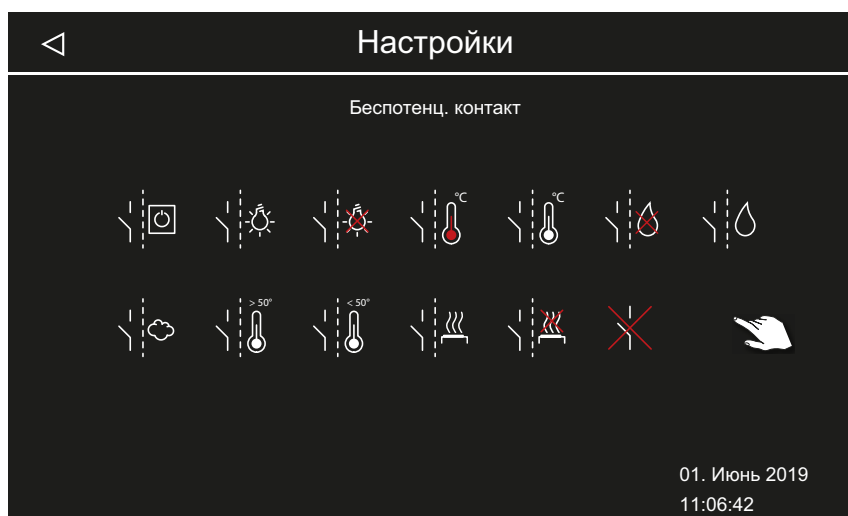 Настройки
Беспотенц. контакт
°C °C
> 50° < 50°
01. Июнь 2019
11:06:42